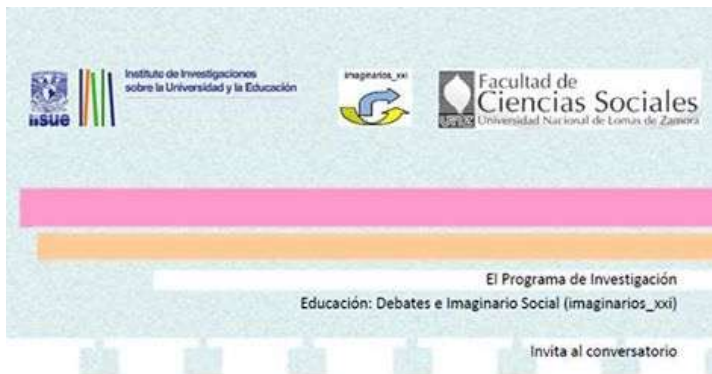 Instituto de Investigaciones
sobre la Universidad y la Educación
iisue
imaginarios_xxi
Facultad de
Ciencias Sociales
Universidad Nacional de Lomas de Zamora
unlz
El Programa de Investigación
Educación: Debates e Imaginario Social (imaginarios_xxi)
Invita al conversatorio